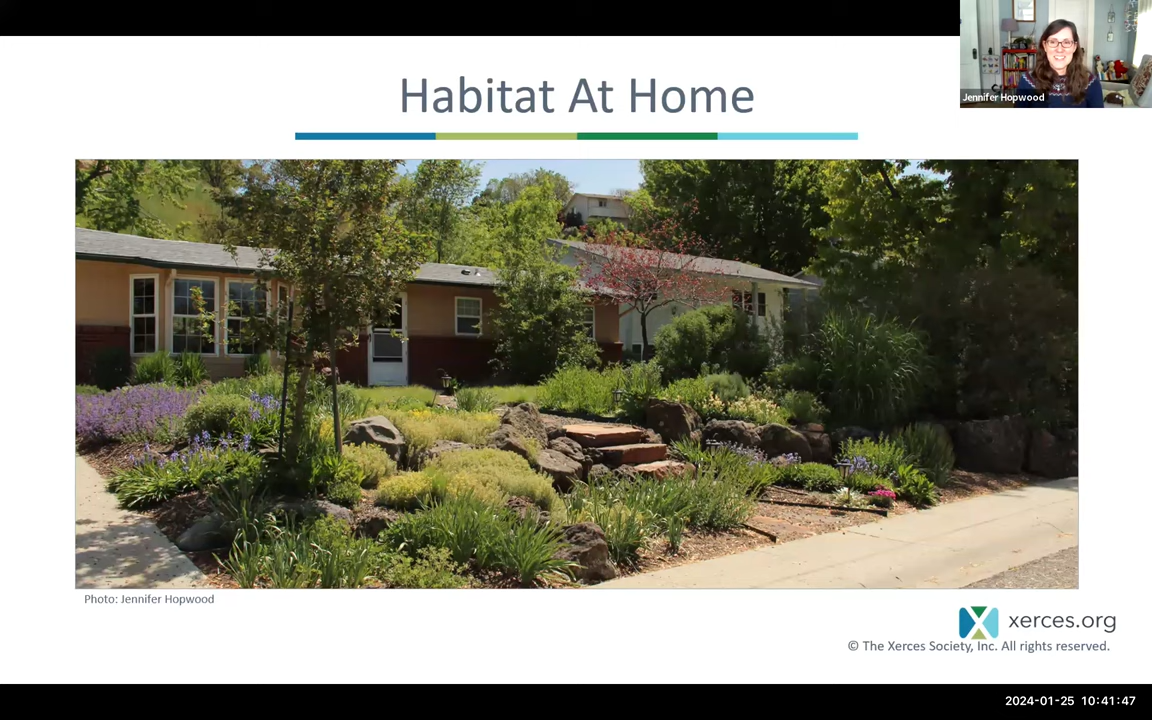 Jennifer Hopwood
Habitat At Home
Photo: Jennifer Hopwood
xerces.org
© The Xerces Society, Inc. All rights reserved.
2024-01-25 10:41:47